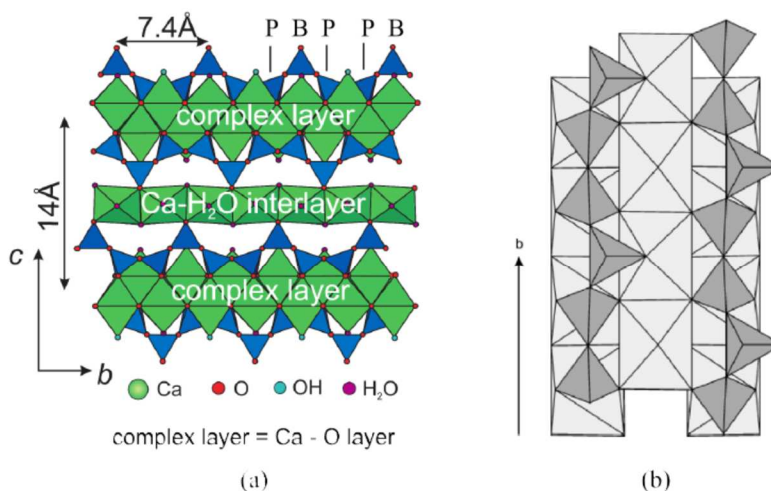 7.4Å P B P P B
complex layer
14Å
Ca-H₂O interlayer
complex layer
c
b
Ca O OH H₂O
complex layer = Ca - O layer
(a)
b
(b)